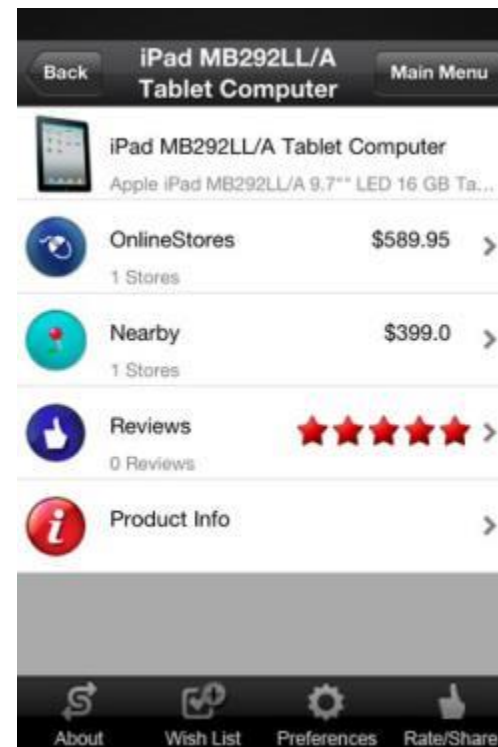 Back
iPad MB292LL/A
Tablet Computer
Main Menu
iPad MB292LL/A Tablet Computer
Apple iPad MB292LL/A 9.7"" LED 16 GB Ta...
OnlineStores
$589.95
1 Stores
Nearby
$399.0
1 Stores
Reviews
0 Reviews
i
Product Info
About
Wish List
Preferences
Rate/Share